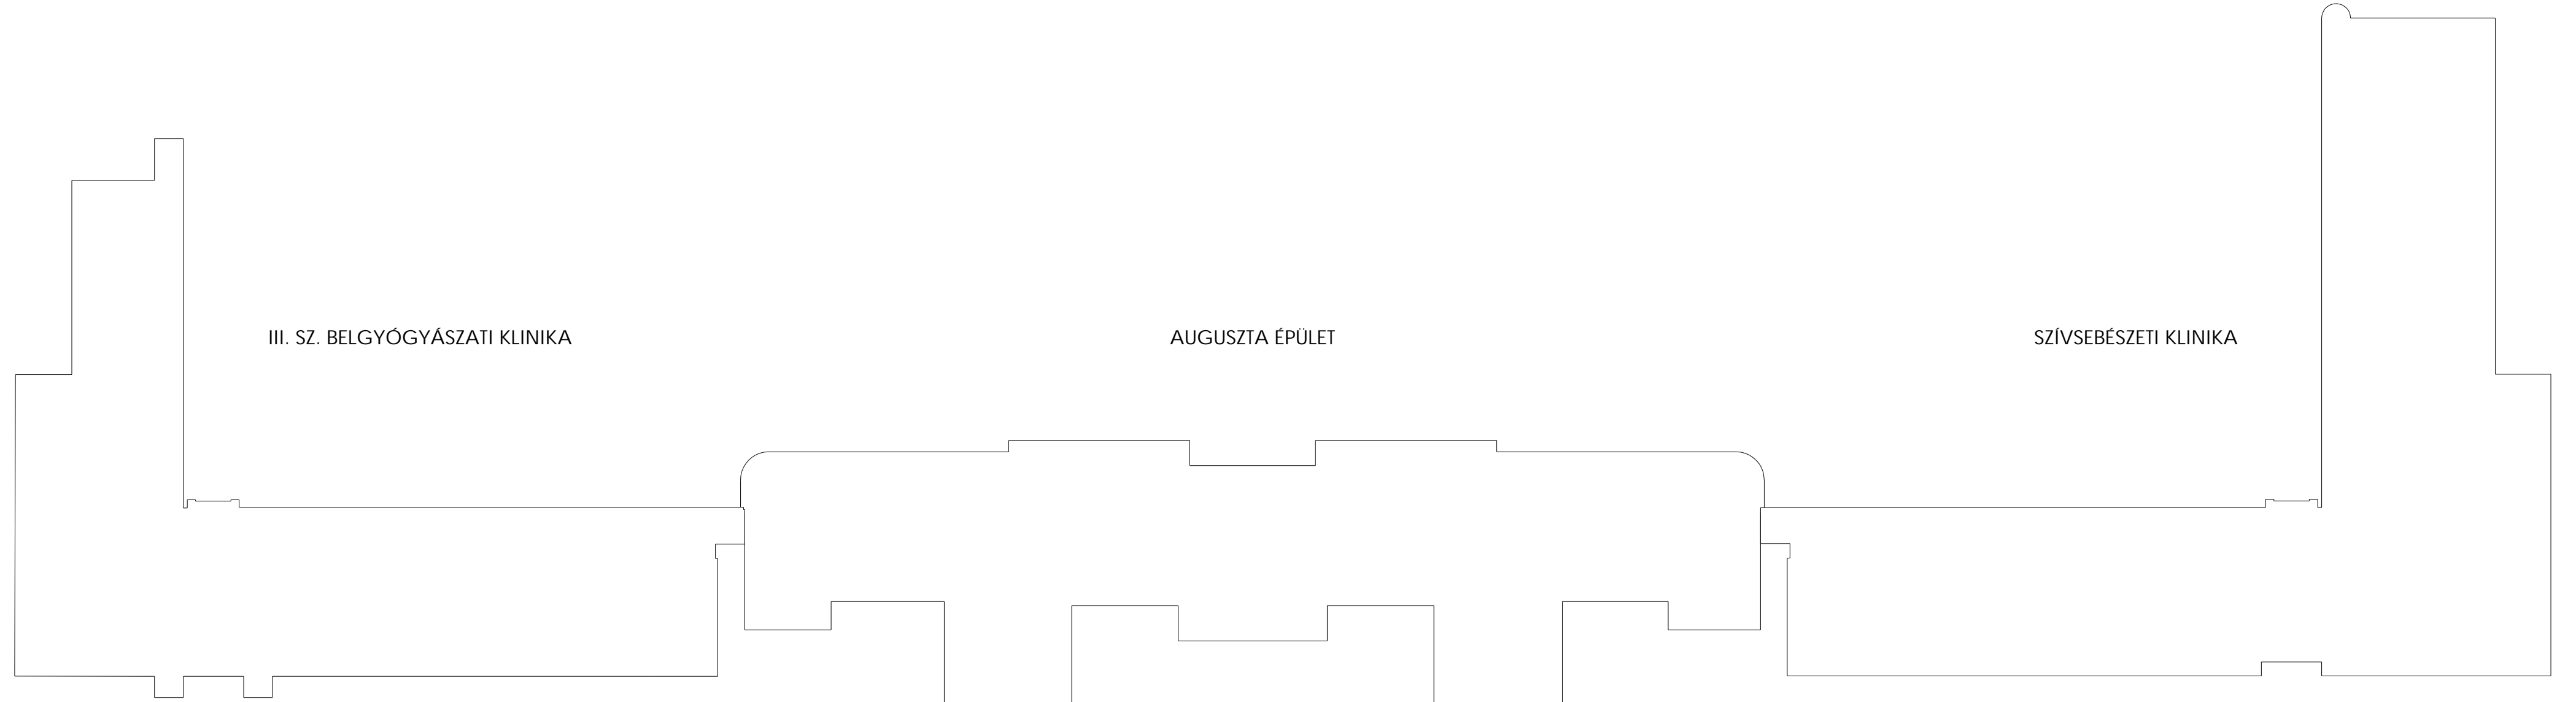 III. SZ. BELGYÓGYÁSZATI KLINIKA
AUGUSZTA ÉPÜLET
SZÍVSEBÉSZETI KLINIKA